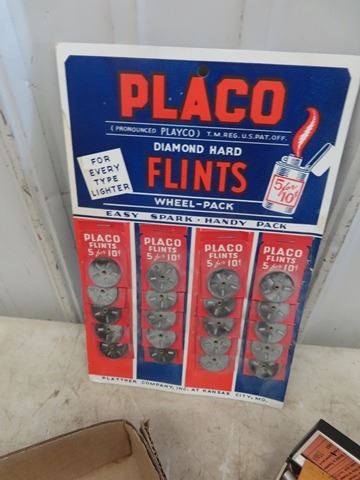 PLACO
(PRONOUNCED PLAYCO) T.M. REG. U.S. PAT. OFF.
DIAMOND HARD
FLINTS
WHEEL-PACK
FOR
EVERY
TYPE
LIGHTER
5 for
10¢
EASY SPARK · HANDY PACK
PLACO PLACO PLACO PLACO
FLINTS FLINTS FLINTS FLINTS
5 for 10¢ 5 for 10¢ 5 for 10¢ 5 for 10¢
PLATTNER COMPANY, INC. AT KANSAS CITY, MO.